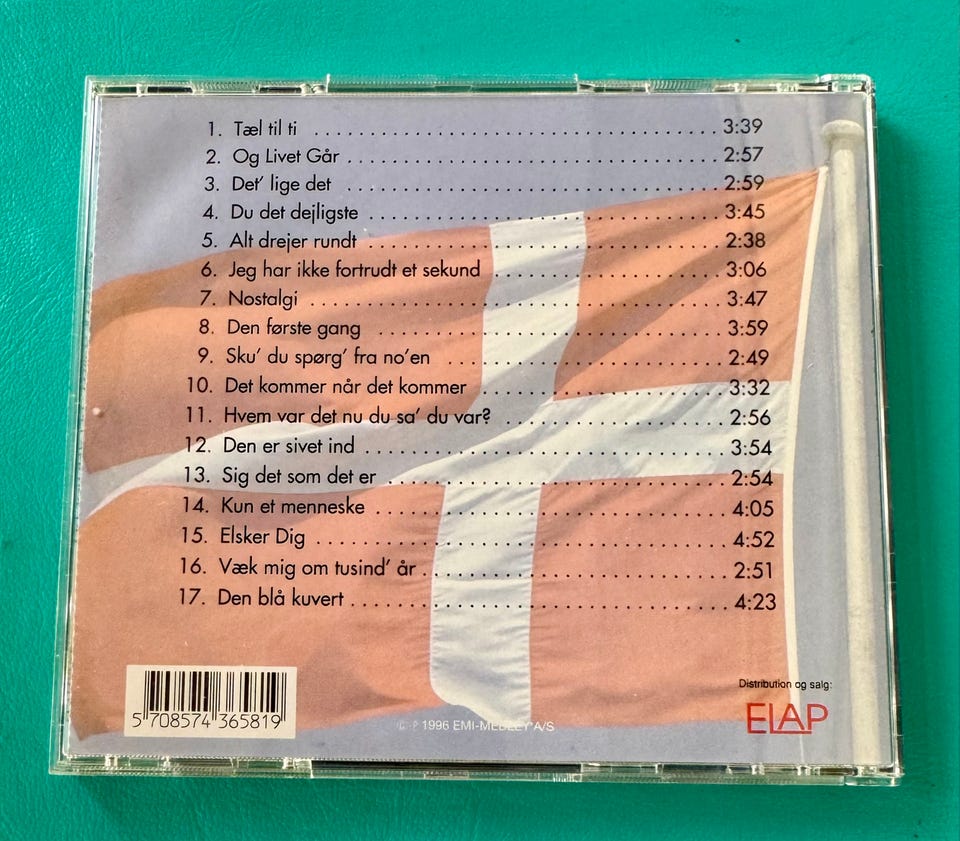 1. Tæl til ti ........ 3:39
2. Og Livet Går ........ 2:57
3. Det' lige det ........ 2:59
4. Du det dejligste ........ 3:45
5. Alt drejer rundt ........ 2:38
6. Jeg har ikke fortrudt et sekund ........ 3:06
7. Nostalgi ........ 3:47
8. Den første gang ........ 3:59
9. Sku' du spørg' fra no'en ........ 2:49
10. Det kommer når det kommer ........ 3:32
11. Hvem var det nu du sa' du var? ........ 2:56
12. Den er sivet ind ........ 3:54
13. Sig det som det er ........ 2:54
14. Kun et menneske ........ 4:05
15. Elsker Dig ........ 4:52
16. Væk mig om tusind' år ........ 2:51
17. Den blå kuvert ........ 4:23
Distribution og salg:
ELAP
5 708574 365819
© ℗ 1996 EMI-MEDLEY A/S